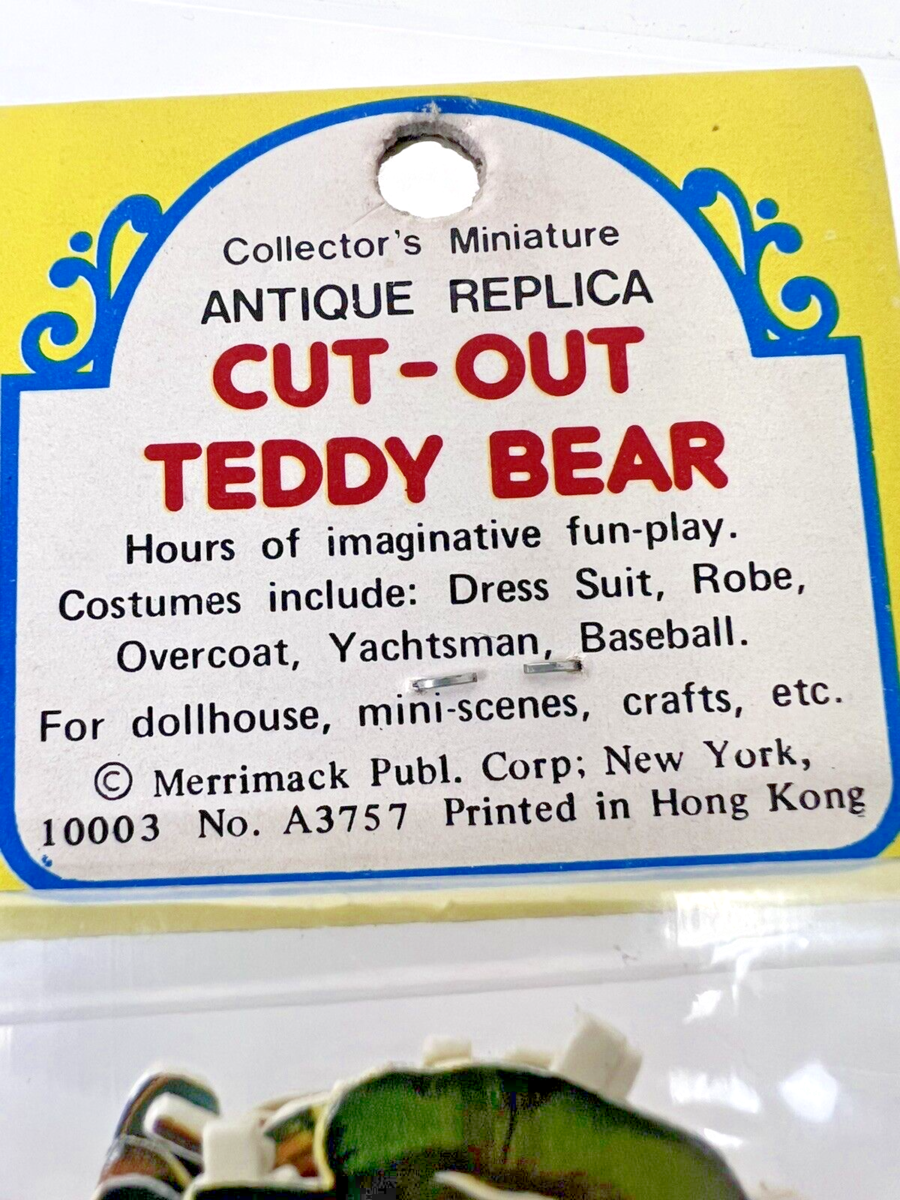 Collector's Miniature
ANTIQUE REPLICA
CUT-OUT
TEDDY BEAR
Hours of imaginative fun-play.
Costumes include: Dress Suit, Robe,
Overcoat, Yachtsman, Baseball.
For dollhouse, mini-scenes, crafts, etc.
© Merrimack Publ. Corp; New York,
10003 No. A3757 Printed in Hong Kong